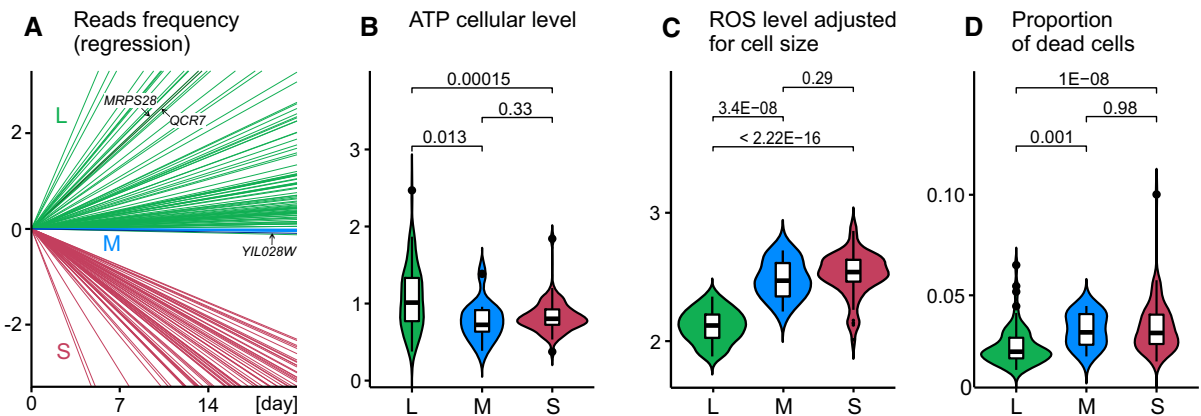 A
Reads frequency
(regression)
L
MRPS28
QCR7
M
YIL028W
S
2
0
-2
0
7
14
[day]
B
ATP cellular level
0.00015
0.33
0.013
3
2
1
0
L
M
S
C
ROS level adjusted
for cell size
0.29
3.4E-08
< 2.22E-16
3
2
L
M
S
D
Proportion
of dead cells
1E-08
0.98
0.001
0.10
0.05
0
L
M
S